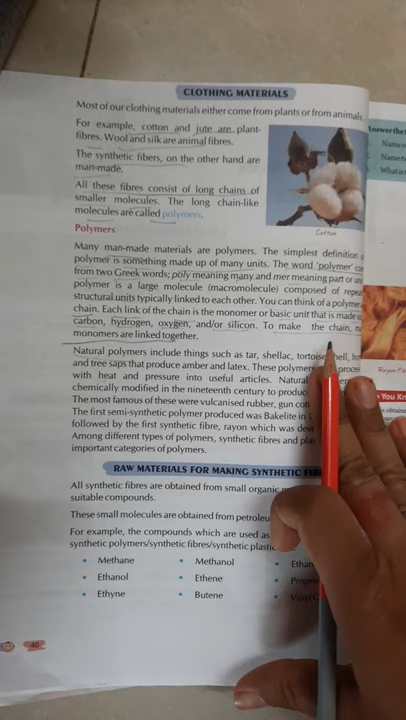 CLOTHING MATERIALS
Most of our clothing materials either come from plants or from animals.
For example, cotton and jute are plant-
fibres. Wool and silk are animal fibres.
The synthetic fibers, on the other hand are
man-made.
All these fibres consist of long chains of
smaller molecules. The long chain-like
molecules are called polymers.
Cotton
Polymers
Many man-made materials are polymers. The simplest definition
polymer is something made up of many units. The word 'polymer'
from two Greek words; poly meaning many and mer meaning part or
polymer is a large molecule (macromolecule) composed of
structural units typically linked to each other. You can think of a
chain. Each link of the chain is the monomer or basic unit that is made
carbon, hydrogen, oxygen, and/or silicon. To make the chain,
monomers are linked together.
Natural polymers include things such as tar, shellac,
and tree saps that produce amber and latex. These
with heat and pressure into useful articles. Natural
chemically modified in the nineteenth century to
The most famous of these were vulcanised rubber, gun
The first semi-synthetic polymer produced was Bakelite in
followed by the first synthetic fibre, rayon which was
Among different types of polymers, synthetic fibres and
important categories of polymers.
RAW MATERIALS FOR MAKING SYNTHETIC
All synthetic fibres are obtained from small organic
suitable compounds.
These small molecules are obtained from
For example, the compounds which are used as
synthetic polymers/synthetic fibres/synthetic
• Methane • Methanol •
• Ethanol • Ethene •
• Ethyne • Butene •
40
Answer the
Name
Name
What is
Rayon
You